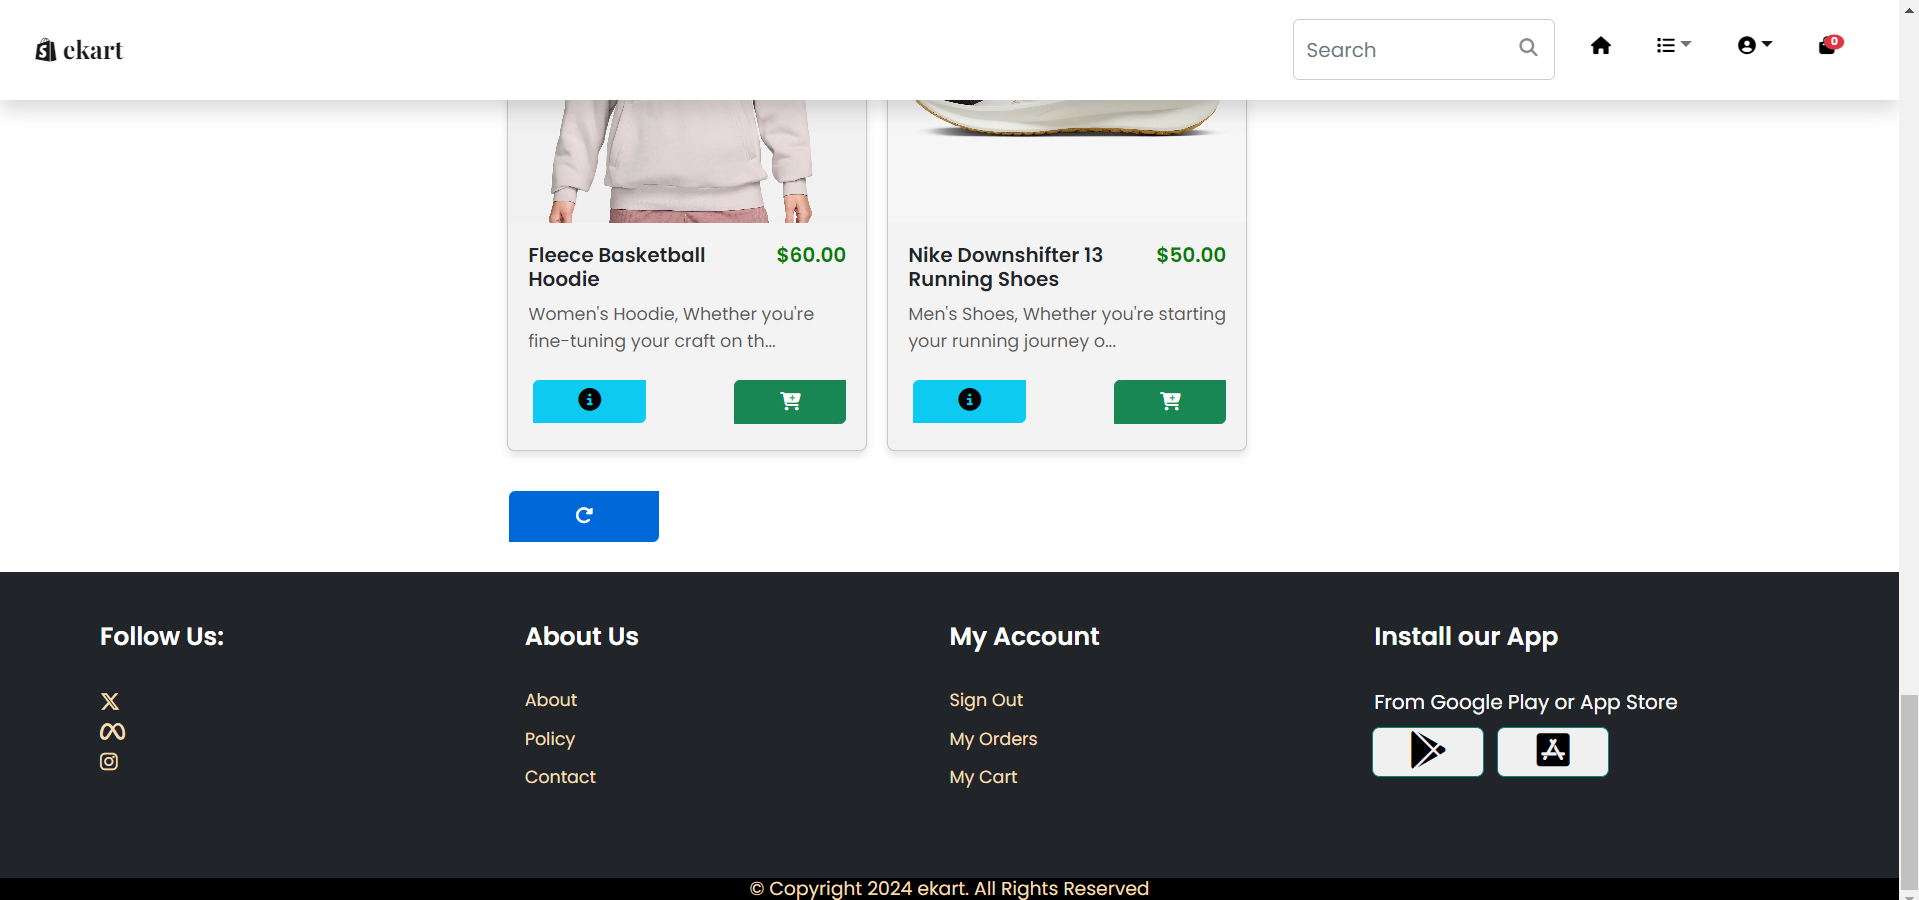 ekart
Search
0
Fleece Basketball
Hoodie
$60.00
Women's Hoodie, Whether you're
fine-tuning your craft on th...
Nike Downshifter 13
Running Shoes
$50.00
Men's Shoes, Whether you're starting
your running journey o...
Follow Us:
About Us
About
Policy
Contact
My Account
Sign Out
My Orders
My Cart
Install our App
From Google Play or App Store
© Copyright 2024 ekart. All Rights Reserved